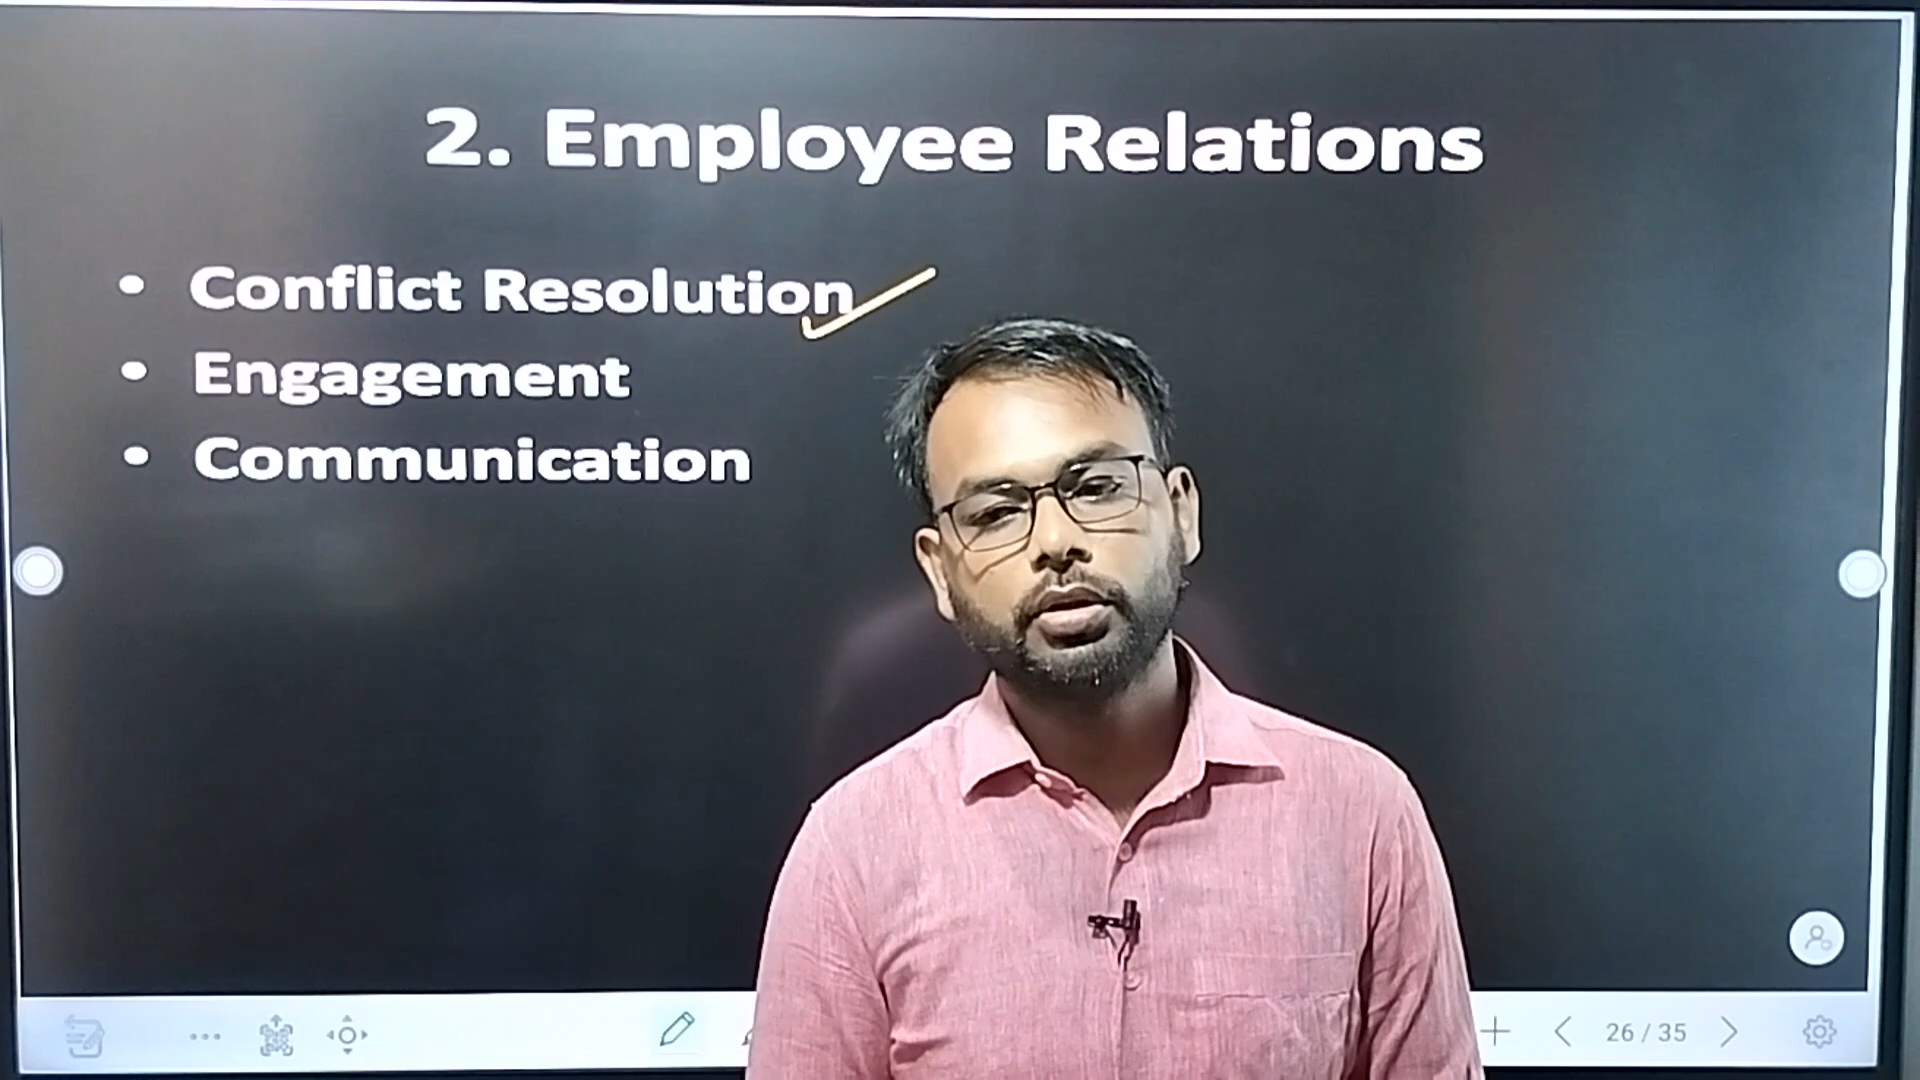 2. Employee Relations
• Conflict Resolution
• Engagement
• Communication
26 / 35